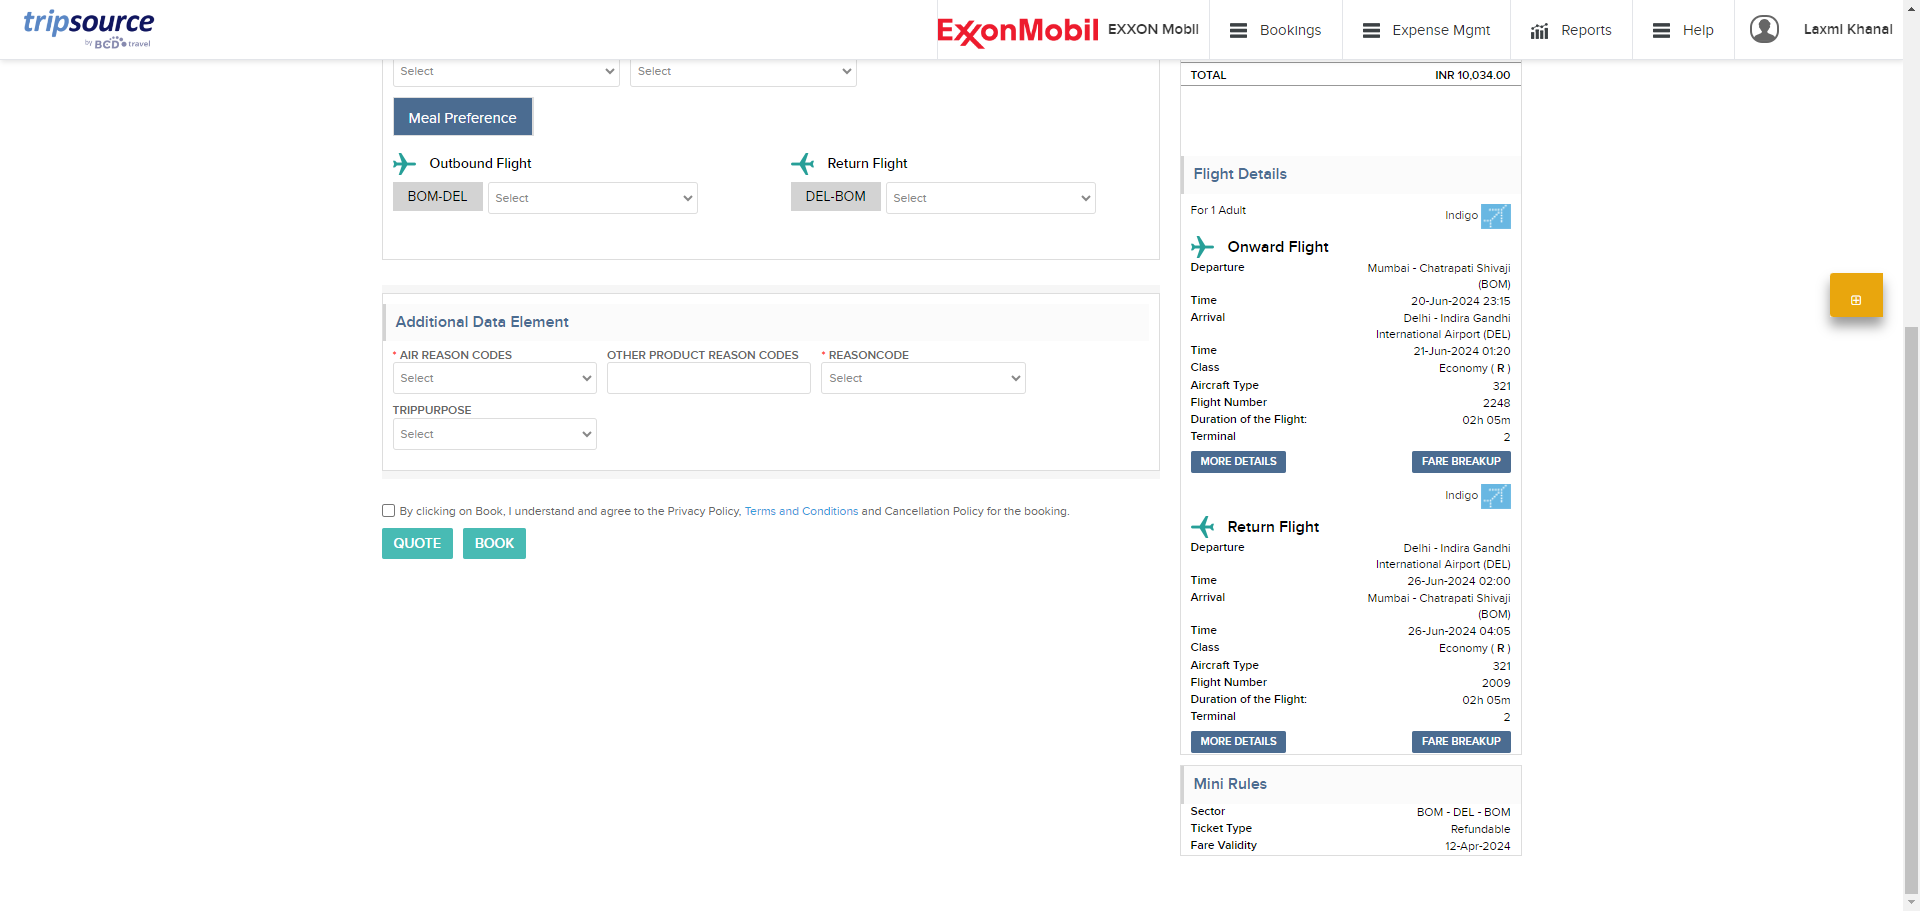 tripsource
by BCD travel
ExxonMobil
EXXON Mobil
Bookings
Expense Mgmt
Reports
Help
Laxmi Khanal
Select
Select
Meal Preference
Outbound Flight
Return Flight
BOM-DEL
Select
DEL-BOM
Select
Additional Data Element
* AIR REASON CODES
OTHER PRODUCT REASON CODES
* REASONCODE
Select
Select
TRIPPURPOSE
Select
By clicking on Book, I understand and agree to the Privacy Policy, Terms and Conditions and Cancellation Policy for the booking.
QUOTE
BOOK
TOTAL INR 10,034.00
Flight Details
For 1 Adult
Indigo
Onward Flight
Departure Mumbai - Chatrapati Shivaji
(BOM)
Time 20-Jun-2024 23:15
Arrival Delhi - Indira Gandhi
International Airport (DEL)
Time 21-Jun-2024 01:20
Class Economy ( R )
Aircraft Type 321
Flight Number 2248
Duration of the Flight: 02h 05m
Terminal 2
MORE DETAILS
FARE BREAKUP
Indigo
Return Flight
Departure Delhi - Indira Gandhi
International Airport (DEL)
Time 26-Jun-2024 02:00
Arrival Mumbai - Chatrapati Shivaji
(BOM)
Time 26-Jun-2024 04:05
Class Economy ( R )
Aircraft Type 321
Flight Number 2009
Duration of the Flight: 02h 05m
Terminal 2
MORE DETAILS
FARE BREAKUP
Mini Rules
Sector BOM - DEL - BOM
Ticket Type Refundable
Fare Validity 12-Apr-2024